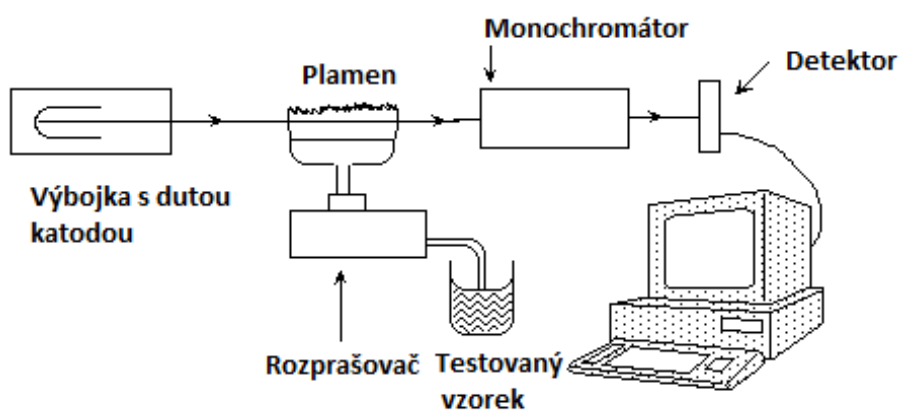 Monochromátor
Plamen
Detektor
Výbojka s dutou
katodou
Rozprašovač
Testovaný
vzorek